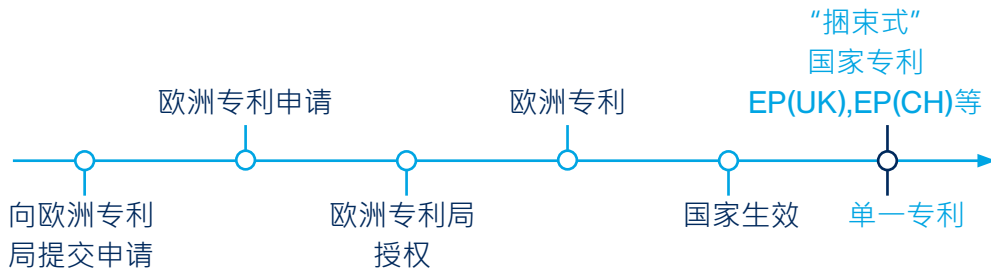 “捆束式”
国家专利
EP(UK),EP(CH)等
欧洲专利申请
欧洲专利
向欧洲专利
局提交申请
欧洲专利局
授权
国家生效
单一专利